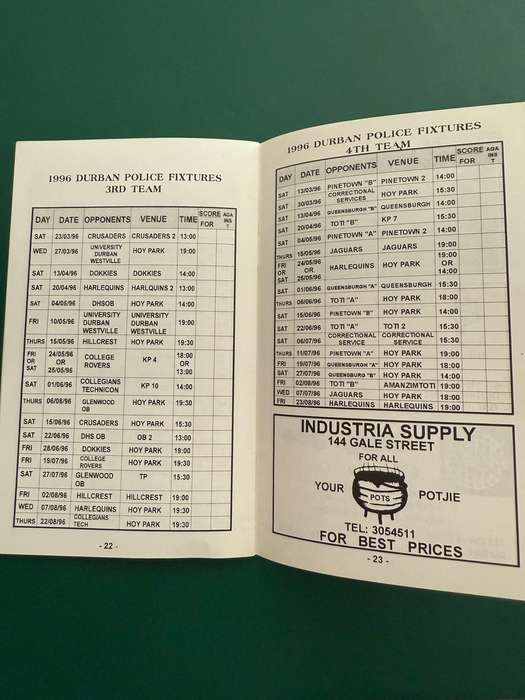 1996 DURBAN POLICE FIXTURES
3RD TEAM
DAY DATE OPPONENTS VENUE TIME SCORE FOR AGAINST
SAT 23/03/96 CRUSADERS CRUSADERS 2 13:00
WED 27/03/96 UNIVERSITY DURBAN WESTVILLE HOY PARK 19:00
SAT 13/04/96 DOKKIES DOKKIES 14:00
SAT 20/04/96 HARLEQUINS HARLQUINS 2 13:00
SAT 04/05/96 DHSOB HOY PARK 14:00
FRI 10/05/96 UNIVERSITY DURBAN WESTVILLE UNIVERSITY DURBAN WESTVILLE 19:00
THURS 15/05/96 HILLCREST HOY PARK 19:30
FRI OR SAT 24/05/96 OR 25/05/96 COLLEGE ROVERS KP 4 18:00 OR 13:00
SAT 01/06/96 COLLEGIANS TECHNICON KP 10 14:00
THURS 06/06/96 GLENWOOD OB HOY PARK 19:30
SAT 15/06/96 CRUSADERS HOY PARK 15:30
SAT 22/06/96 DHS OB OB 2 13:00
FRI 28/06/96 DOKKIES HOY PARK 19:00
FRI 19/07/96 COLLEGE ROVERS HOY PARK 19:30
SAT 27/07/96 GLENWOOD OB TP 15:30
FRI 02/08/96 HILLCREST HILLCREST 19:00
WED 07/08/96 HARLEQUINS HOY PARK 19:30
THURS 22/08/96 COLLEGIANS TECH HOY PARK 19:30
- 22 -
1996 DURBAN POLICE FIXTURES
4TH TEAM
DAY DATE OPPONENTS VENUE TIME SCORE FOR AGAINST
SAT 13/03/96 PINETOWN "B" PINETOWN 2 14:00
SAT 30/03/96 CORRECTIONAL SERVICES HOY PARK 15:30
SAT 13/04/96 QUEENSBURGH "B" QUEENSBURGH 14:00
SAT 20/04/96 TOTI "B" KP 7 15:30
SAT 04/05/96 PINETOWN "A" PINETOWN 2 14:00
THURS 15/05/96 JAGUARS JAGUARS 19:00
FRI OR SAT 24/05/96 OR 25/05/96 HARLEQUINS HOY PARK 19:00 OR 14:00
SAT 01/06/96 QUEENSBURGH "A" QUEENSBURGH 15:30
THURS 06/06/96 TOTI "A" HOY PARK 18:00
SAT 15/06/96 PINETOWN "B" HOY PARK 14:00
SAT 22/06/96 TOTI "A" TOTI 2 15:30
SAT 06/07/96 CORRECTIONAL SERVICE CORRECTIONAL SERVICE 15:30
THURS 11/07/96 PINETOWN "A" HOY PARK 19:00
FRI 19/07/96 QUEENSBURGH "A" HOY PARK 18:00
SAT 27/07/96 QUEENSBURGH "B" HOY PARK 14:00
FRI 02/08/96 TOTI "B" AMANZIMTOTI 19:00
WED 07/07/96 JAGUARS HOY PARK 18:00
FRI 23/08/96 HARLEQUINS HARLEQUINS 19:00
INDUSTRIA SUPPLY
144 GALE STREET
FOR ALL
YOUR POTS POTJIE
TEL: 3054511
FOR BEST PRICES
- 23 -